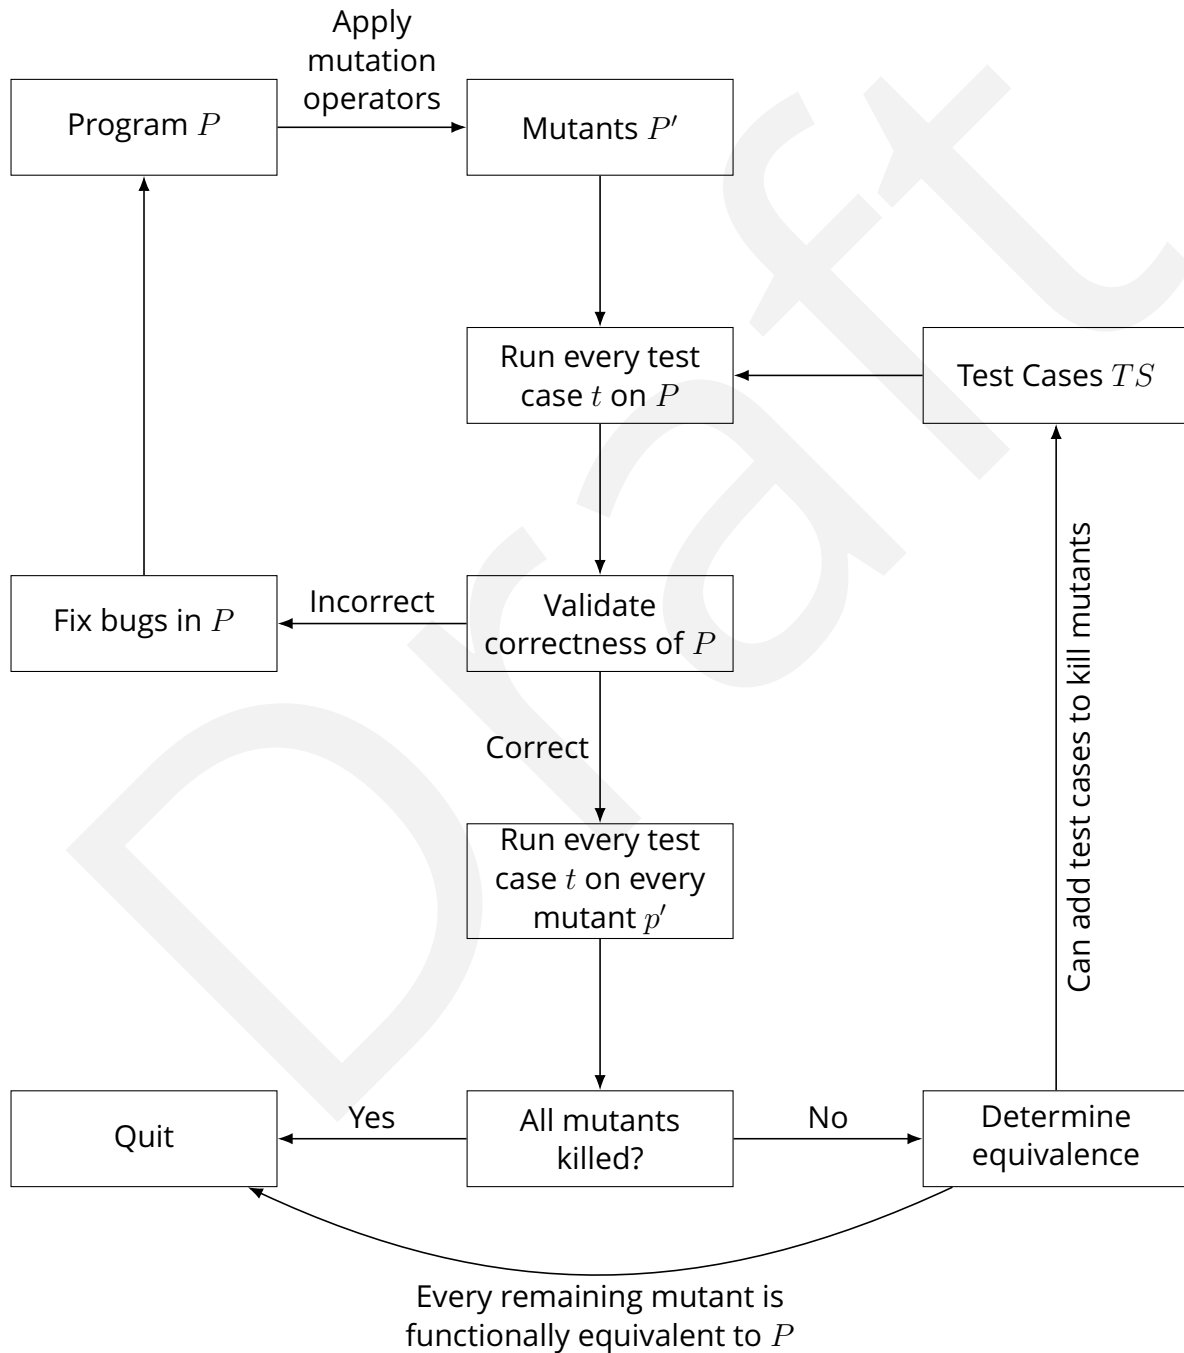 Apply
mutation
operators
Program P
Mutants P′
Run every test
case t on P
Test Cases TS
Fix bugs in P
Incorrect
Validate
correctness of P
Can add test cases to kill mutants
Correct
Run every test
case t on every
mutant p′
Quit
Yes
All mutants
killed?
No
Determine
equivalence
Every remaining mutant is
functionally equivalent to P
Draft